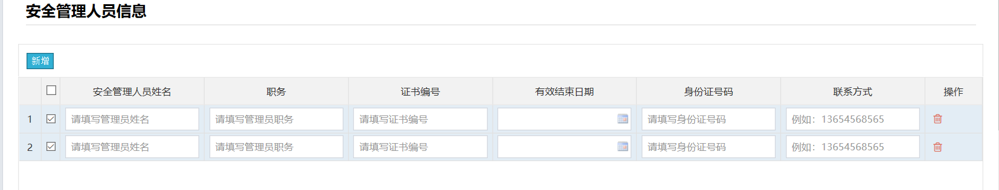 安全管理人员信息
新增
安全管理人员姓名 职务 证书编号 有效结束日期 身份证号码 联系方式 操作
1 请填写管理员姓名 请填写管理员职务 请填写证书编号 请填写身份证号码 例如：13654568565
2 请填写管理员姓名 请填写管理员职务 请填写证书编号 请填写身份证号码 例如：13654568565